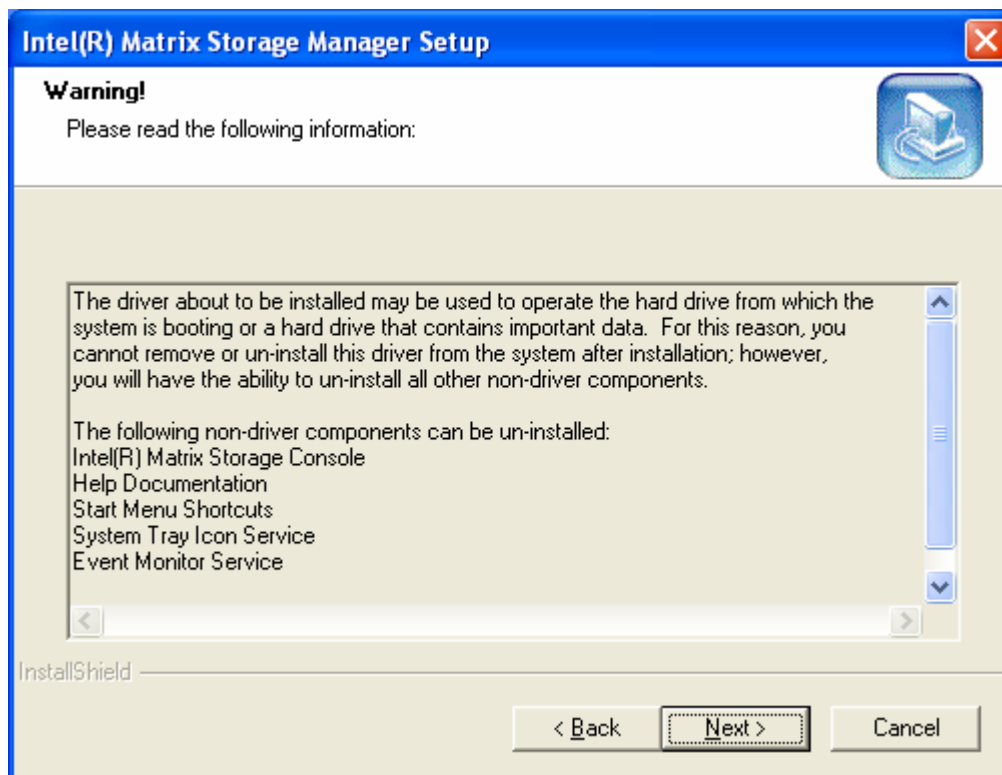 Intel(R) Matrix Storage Manager Setup
Warning!
Please read the following information:
The driver about to be installed may be used to operate the hard drive from which the
system is booting or a hard drive that contains important data.  For this reason, you
cannot remove or un-install this driver from the system after installation; however,
you will have the ability to un-install all other non-driver components.
The following non-driver components can be un-installed:
Intel(R) Matrix Storage Console
Help Documentation
Start Menu Shortcuts
System Tray Icon Service
Event Monitor Service
InstallShield
< Back
Next >
Cancel